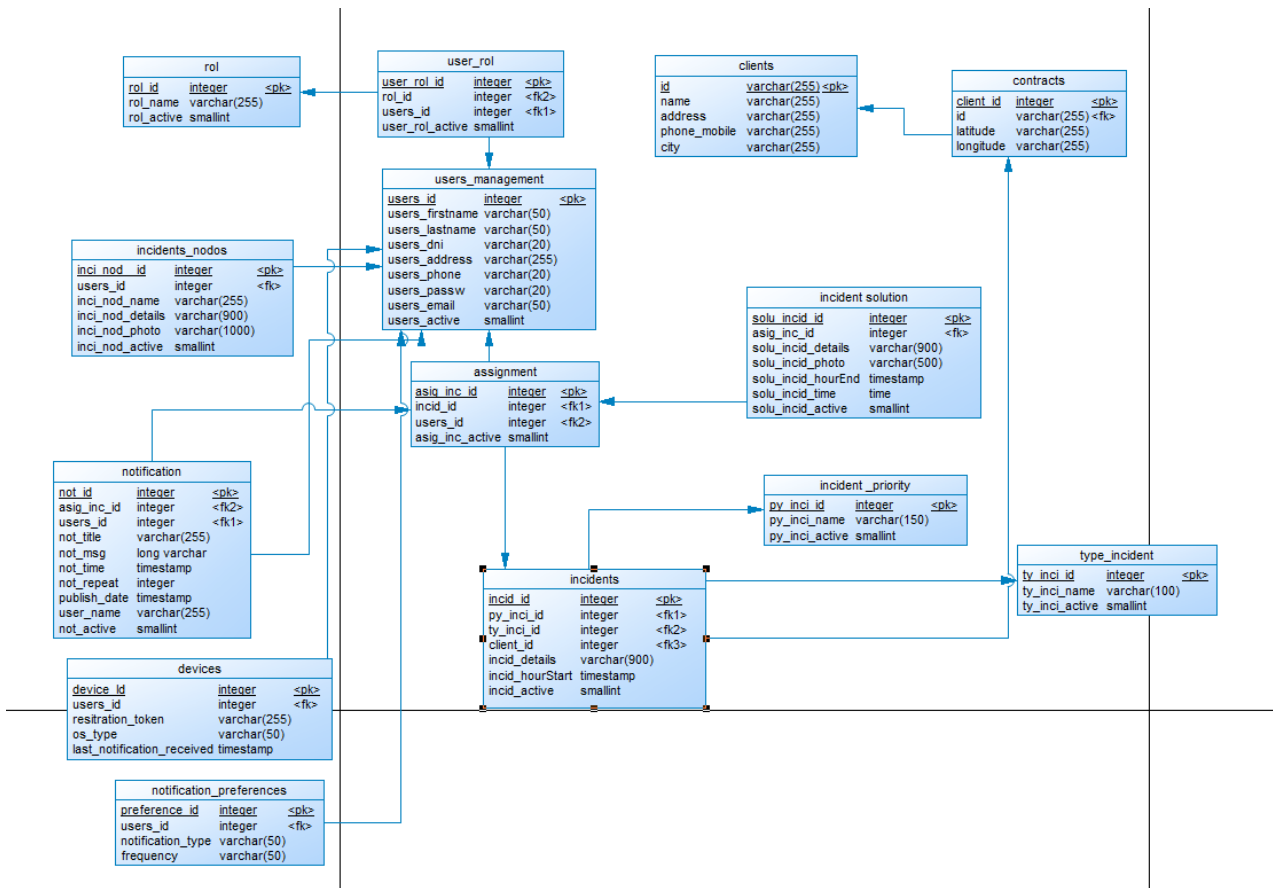 rol
rol_id integer <pk>
rol_name varchar(255)
rol_active smallint
user_rol
user_rol_id integer <pk>
rol_id integer <fk2>
users_id integer <fk1>
user_rol_active smallint
clients
id varchar(255) <pk>
name varchar(255)
address varchar(255)
phone_mobile varchar(255)
city varchar(255)
contracts
client_id integer <pk>
id varchar(255) <fk>
latitude varchar(255)
longitude varchar(255)
users_management
users_id integer <pk>
users_firstname varchar(50)
users_lastname varchar(50)
users_dni varchar(20)
users_address varchar(255)
users_phone varchar(20)
users_passw varchar(20)
users_email varchar(50)
users_active smallint
incidents_nodos
inci_nod_ id integer <pk>
users_id integer <fk>
inci_nod_name varchar(255)
inci_nod_details varchar(900)
inci_nod_photo varchar(1000)
inci_nod_active smallint
incident solution
solu_incid_id integer <pk>
asig_inc_id integer <fk>
solu_incid_details varchar(900)
solu_incid_photo varchar(500)
solu_incid_hourEnd timestamp
solu_incid_time time
solu_incid_active smallint
assignment
asig_inc_id integer <pk>
incid_id integer <fk1>
users_id integer <fk2>
asig_inc_active smallint
notification
not_id integer <pk>
asig_inc_id integer <fk2>
users_id integer <fk1>
not_title varchar(255)
not_msg long varchar
not_time timestamp
not_repeat integer
publish_date timestamp
user_name varchar(255)
not_active smallint
incident _priority
py_inci_id integer <pk>
py_inci_name varchar(150)
py_inci_active smallint
type_incident
ty_inci_id integer <pk>
ty_inci_name varchar(100)
ty_inci_active smallint
incidents
incid_id integer <pk>
py_inci_id integer <fk1>
ty_inci_id integer <fk2>
client_id integer <fk3>
incid_details varchar(900)
incid_hourStart timestamp
incid_active smallint
devices
device_Id integer <pk>
users_id integer <fk>
resitration_token varchar(255)
os_type varchar(50)
last_notification_received timestamp
notification_preferences
preference_id integer <pk>
users_id integer <fk>
notification_type varchar(50)
frequency varchar(50)